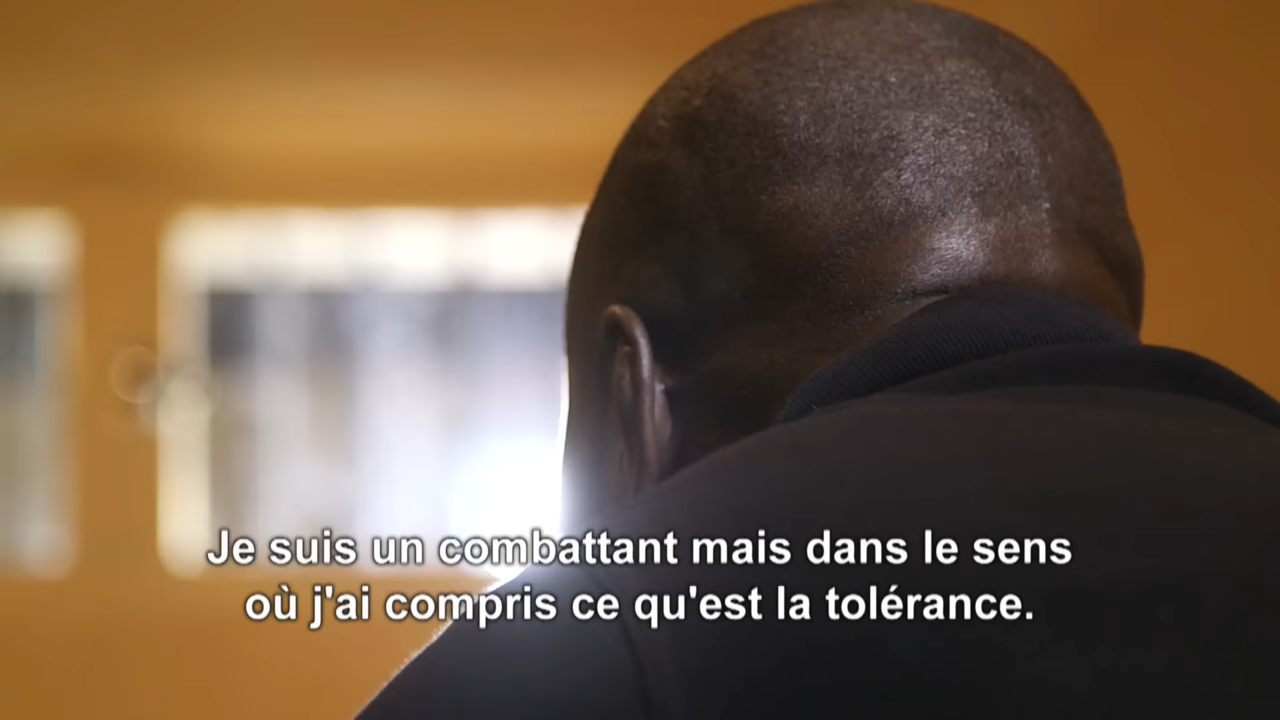 Je suis un combattant mais dans le sens
où j'ai compris ce qu'est la tolérance.